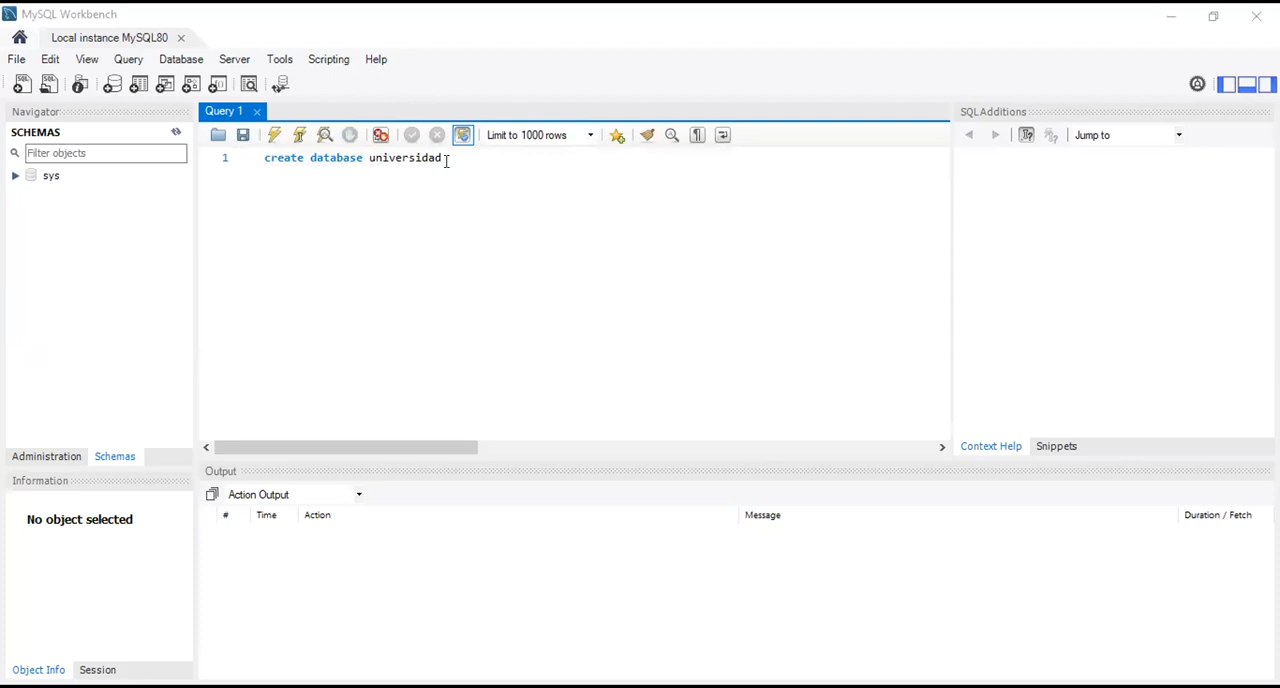 MySQL Workbench
Local instance MySQL80
File Edit View Query Database Server Tools Scripting Help
Navigator
SCHEMAS
Filter objects
sys
Administration Schemas
Information
No object selected
Object Info Session
Query 1
Limit to 1000 rows
1 create database universidad
SQLAdditions
Jump to
Context Help Snippets
Output
Action Output
# Time Action Message Duration / Fetch